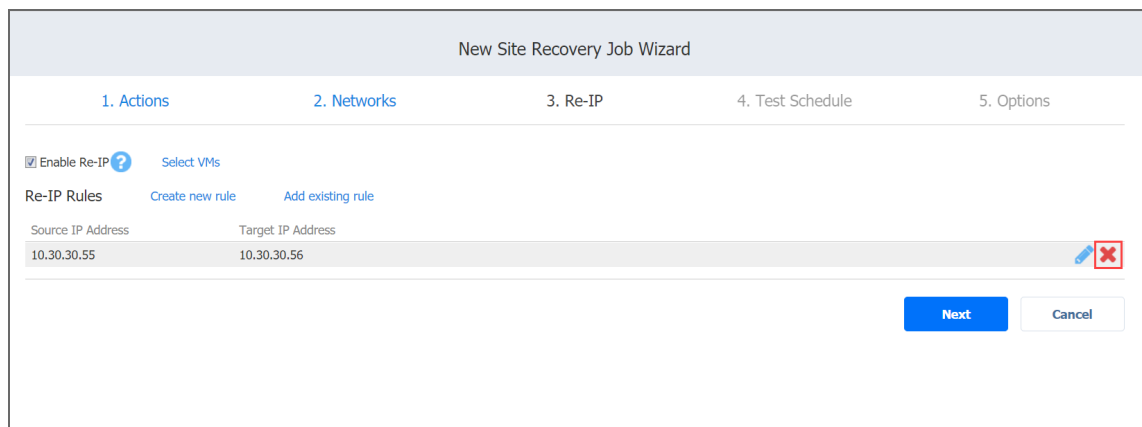 New Site Recovery Job Wizard
1. Actions 2. Networks 3. Re-IP 4. Test Schedule 5. Options
Enable Re-IP ? Select VMs
Re-IP Rules Create new rule Add existing rule
Source IP Address Target IP Address
10.30.30.55 10.30.30.56
Next Cancel